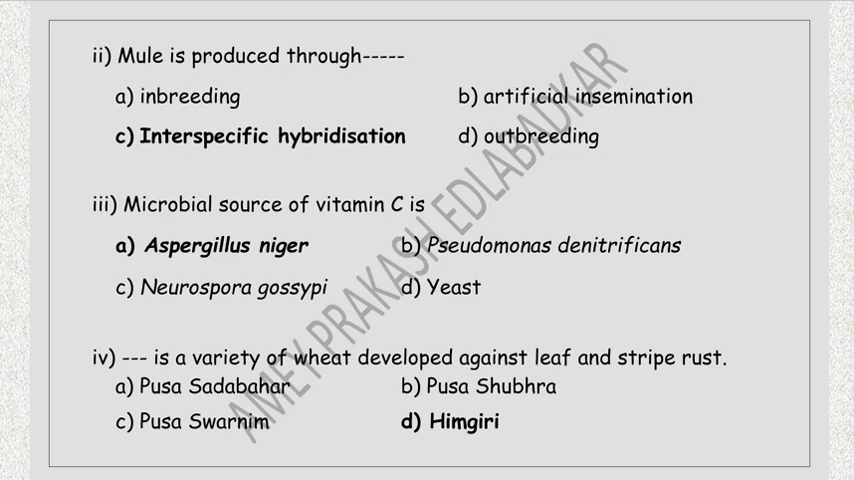 ii) Mule is produced through-----
a) inbreeding b) artificial insemination
c) Interspecific hybridisation d) outbreeding
iii) Microbial source of vitamin C is
a) Aspergillus niger b) Pseudomonas denitrificans
c) Neurospora gossypi d) Yeast
iv) --- is a variety of wheat developed against leaf and stripe rust.
a) Pusa Sadabahar b) Pusa Shubhra
c) Pusa Swarnim d) Himgiri
AMEY PRAKASH EDLABADKAR